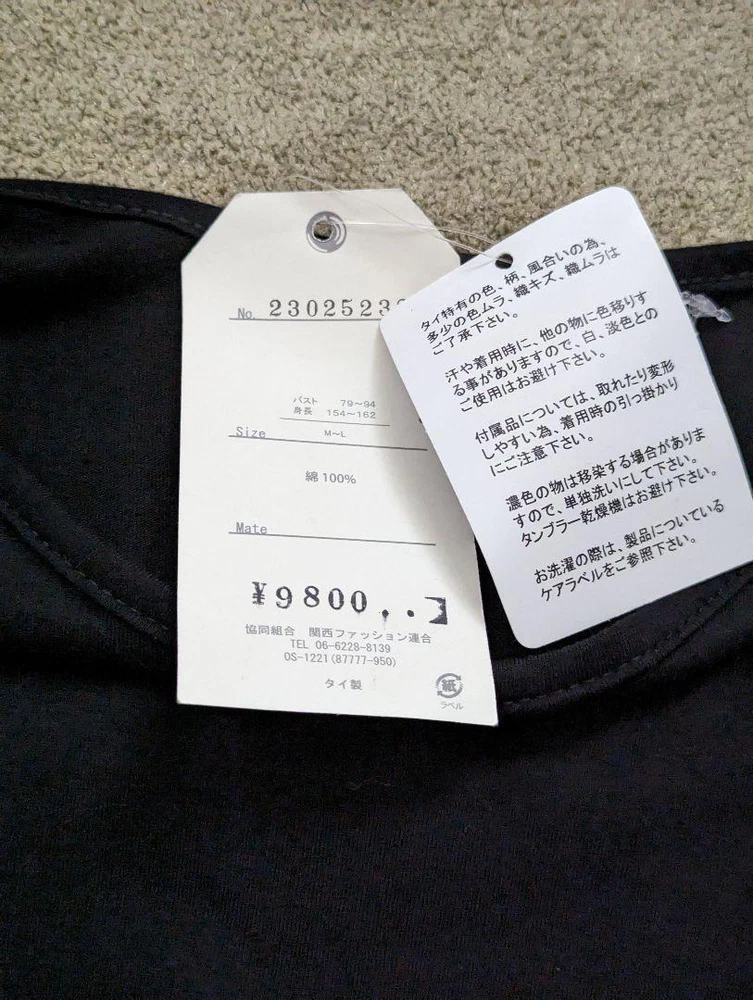 No. 2302523
バスト 79～94
身長 154～162
Size M～L
綿100%
Mate
¥9800
協同組合 関西ファッション連合
TEL 06-6228-8139
OS-1221(87777-950)
タイ製
紙
ラベル
タイ特有の色、柄、風合いの為、
多少の色ムラ、織キズ、織ムラは
ご了承下さい。
汗や着用時に、他の物に色移りす
る事がありますので、白、淡色との
ご使用はお避け下さい。
付属品については、取れたり変形
しやすい為、着用時の引っ掛かり
にご注意下さい。
濃色の物は移染する場合がありま
すので、単独洗いにして下さい。
タンブラー乾燥機はお避け下さい。
お洗濯の際は、製品についている
ケアラベルをご参照下さい。